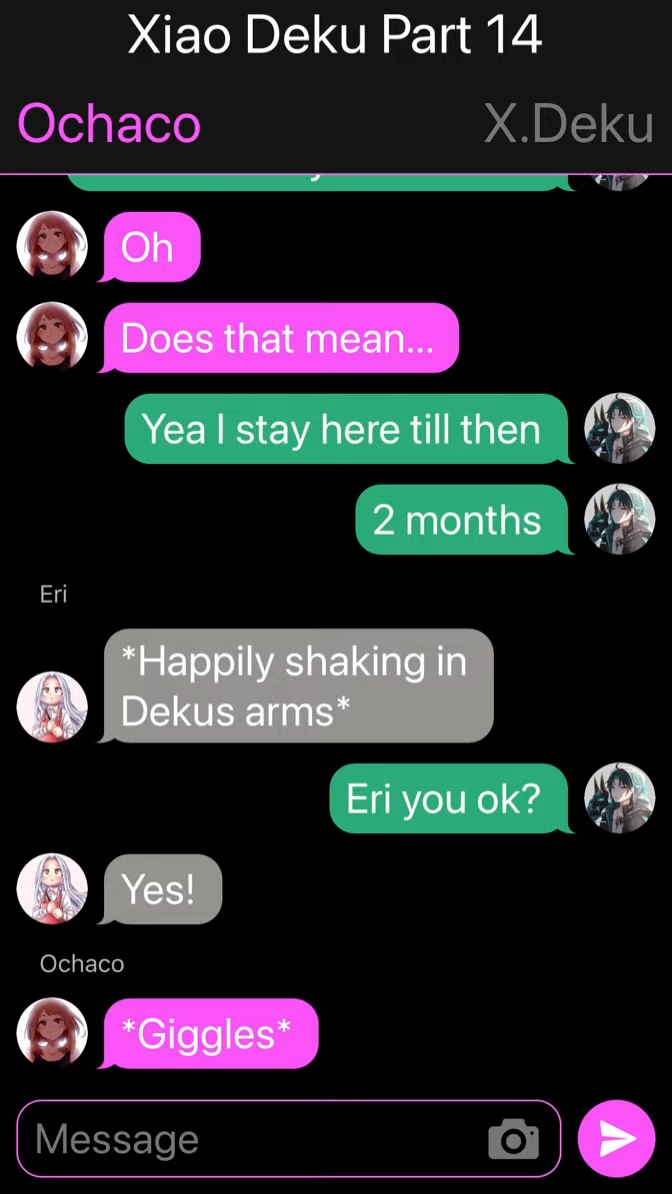 Xiao Deku Part 14
Ochaco
X.Deku
Oh
Does that mean...
Yea I stay here till then
2 months
Eri
*Happily shaking in
Dekus arms*
Eri you ok?
Yes!
Ochaco
*Giggles*
Message